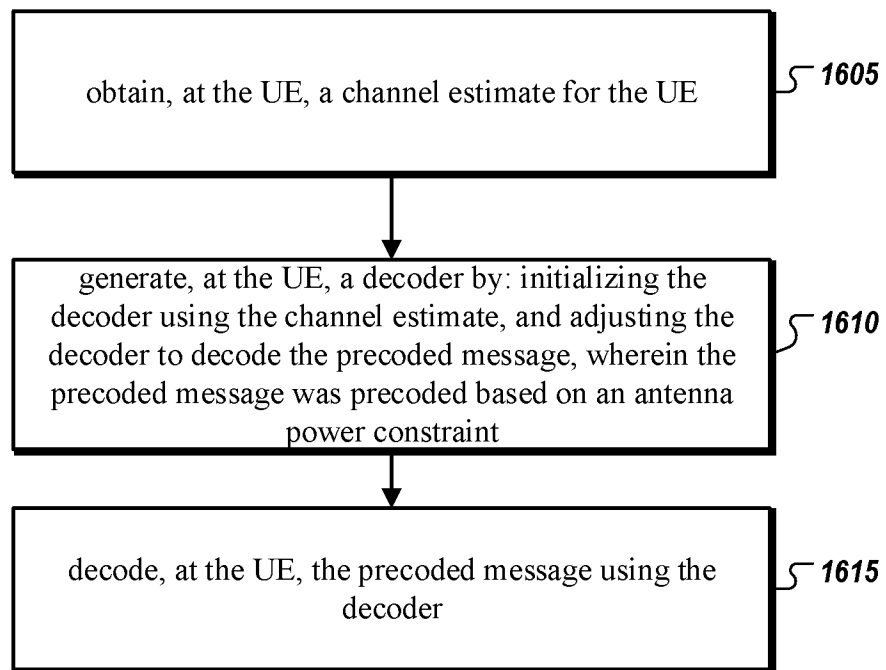 obtain, at the UE, a channel estimate for the UE
1605
generate, at the UE, a decoder by: initializing the
decoder using the channel estimate, and adjusting the
decoder to decode the precoded message, wherein the
precoded message was precoded based on an antenna
power constraint
1610
decode, at the UE, the precoded message using the
decoder
1615